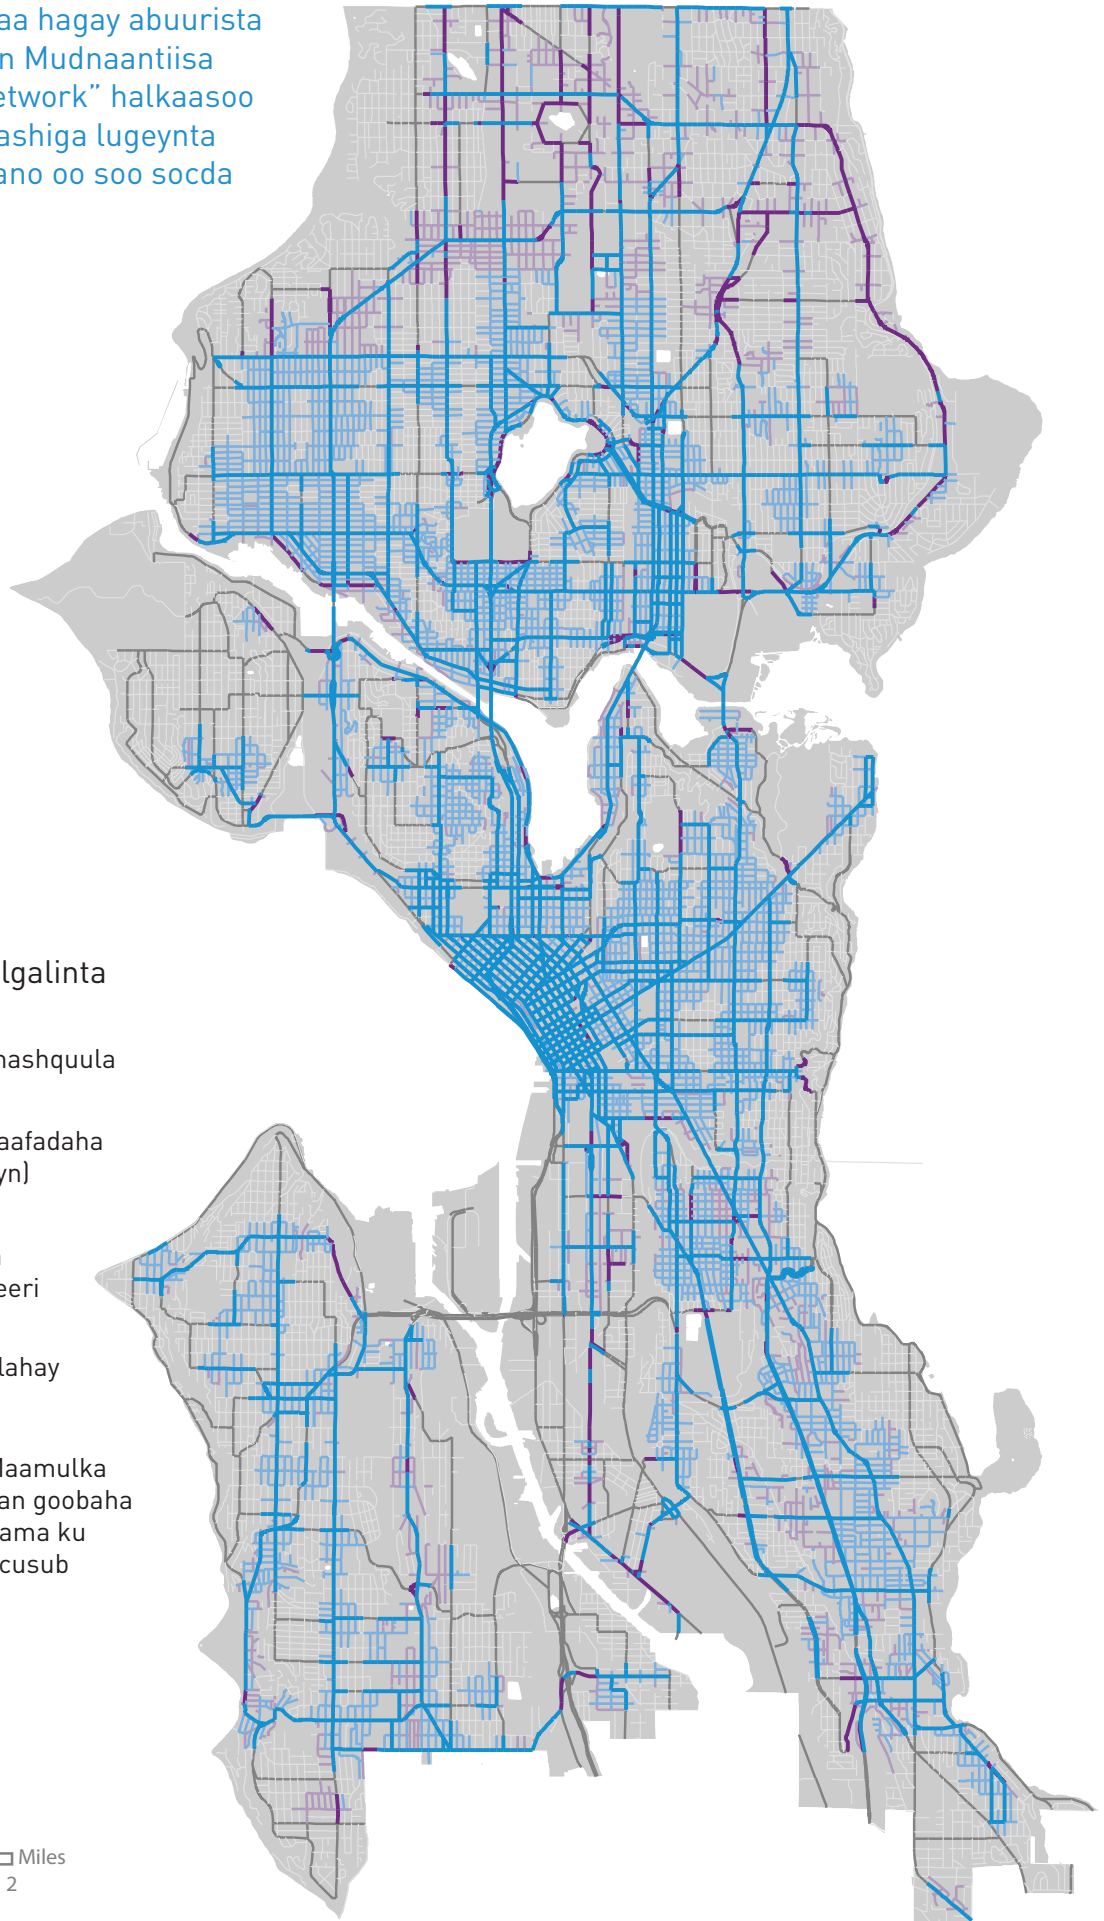 aa hagay abuurista
n Mudnaantiisa
etwork” halkaasoo
ashiga lugeynta
ano oo soo socda
lgalinta
nashquula
aafadaha
yn)
eeri
lahay
laamulka
an goobaha
ama ku
cusub
Miles
2